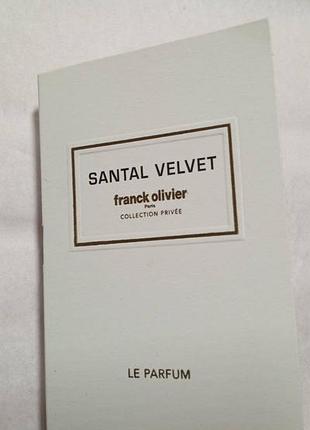 SANTAL VELVET
franck olivier
Paris
COLLECTION PRIVÉE
LE PARFUM